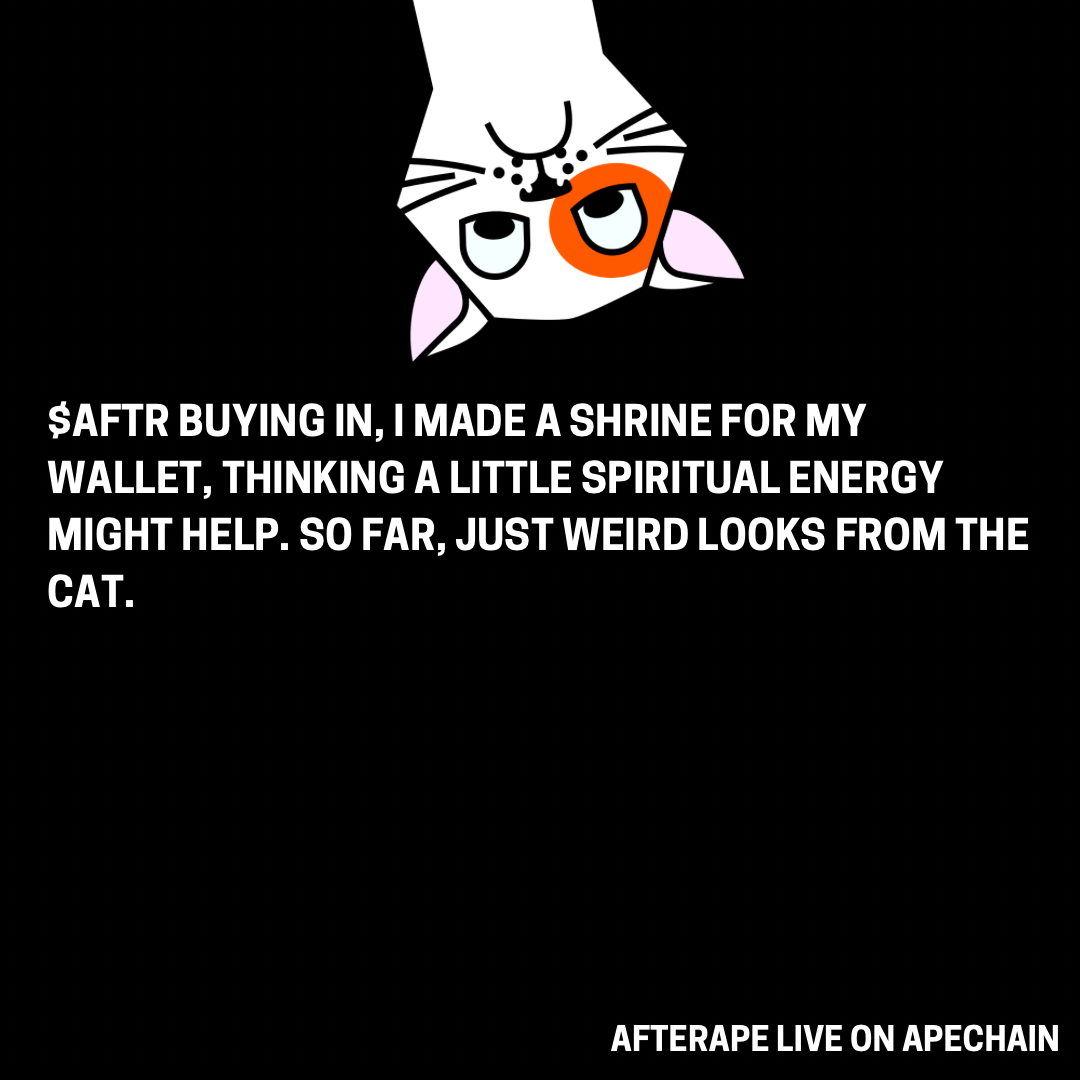 $AFTR BUYING IN, I MADE A SHRINE FOR MY
WALLET, THINKING A LITTLE SPIRITUAL ENERGY
MIGHT HELP. SO FAR, JUST WEIRD LOOKS FROM THE
CAT.
AFTERAPE LIVE ON APECHAIN